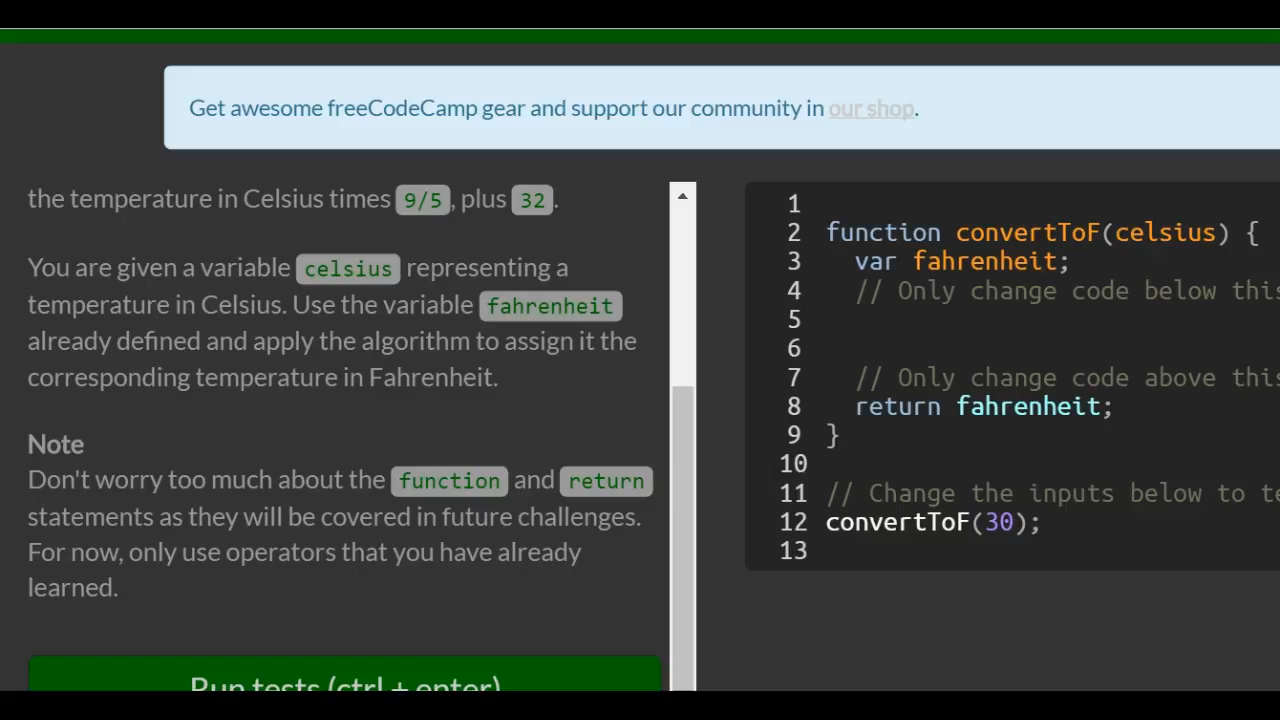 Get awesome freeCodeCamp gear and support our community in our shop.
the temperature in Celsius times 9/5, plus 32.
You are given a variable celsius representing a
temperature in Celsius. Use the variable fahrenheit
already defined and apply the algorithm to assign it the
corresponding temperature in Fahrenheit.
Note
Don't worry too much about the function and return
statements as they will be covered in future challenges.
For now, only use operators that you have already
learned.
Run tests (ctrl + enter)
1
2 function convertToF(celsius) {
3 var fahrenheit;
4 // Only change code below this
5
6
7 // Only change code above this
8 return fahrenheit;
9 }
10
11 // Change the inputs below to te
12 convertToF(30);
13